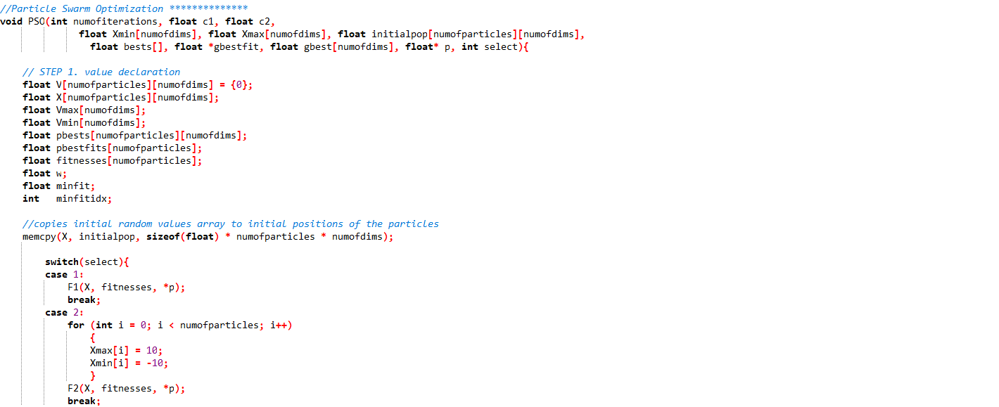 //Particle Swarm Optimization **************
void PSO(int numofiterations, float c1, float c2,
float Xmin[numofdims], float Xmax[numofdims], float initialpop[numofparticles][numofdims],
float bests[], float *gbestfit, float gbest[numofdims], float* p, int select){
// STEP 1. value declaration
float V[numofparticles][numofdims] = {0};
float X[numofparticles][numofdims];
float Vmax[numofdims];
float Vmin[numofdims];
float pbests[numofparticles][numofdims];
float pbestfits[numofparticles];
float fitnesses[numofparticles];
float w;
float minfit;
int   minfitidx;
//copies initial random values array to initial positions of the particles
memcpy(X, initialpop, sizeof(float) * numofparticles * numofdims);
switch(select){
case 1:
F1(X, fitnesses, *p);
break;
case 2:
for (int i = 0; i < numofparticles; i++)
{
Xmax[i] = 10;
Xmin[i] = -10;
}
F2(X, fitnesses, *p);
break;